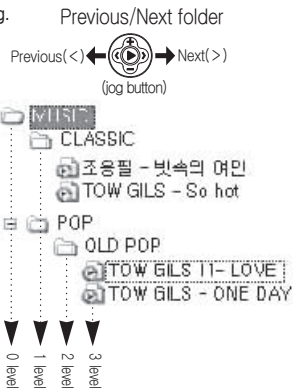 g.
Previous/Next folder
Previous(<) Next(>)
(jog button)
MUSIC
CLASSIC
조용필 - 빗속의 여인
TOW GILS - So hot
POP
OLD POP
TOW GILS 11- LOVE
TOW GILS - ONE DAY
0 level
1 level
2 level
3 level